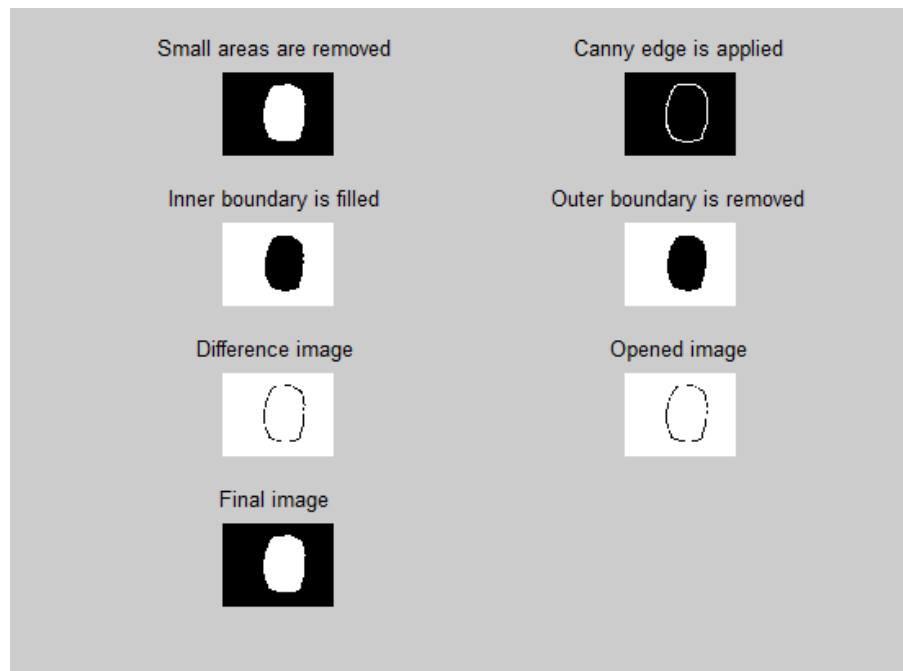 Small areas are removed
Canny edge is applied
Inner boundary is filled
Outer boundary is removed
Difference image
Opened image
Final image